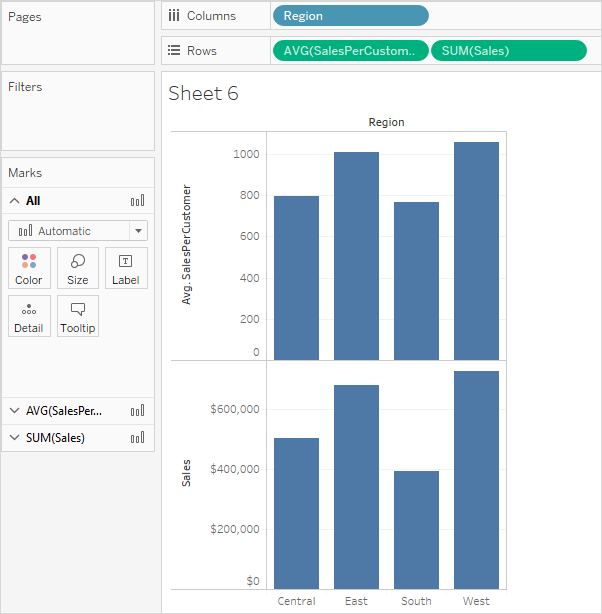 Pages
Columns
Region
Rows
AVG(SalesPerCustom..
SUM(Sales)
Filters
Marks
All
Automatic
Color
Size
Label
Detail
Tooltip
AVG(SalesPer...
SUM(Sales)
Sheet 6
Region
Avg. SalesPerCustomer
1000
800
600
400
200
0
Sales
$600,000
$400,000
$200,000
$0
Central
East
South
West